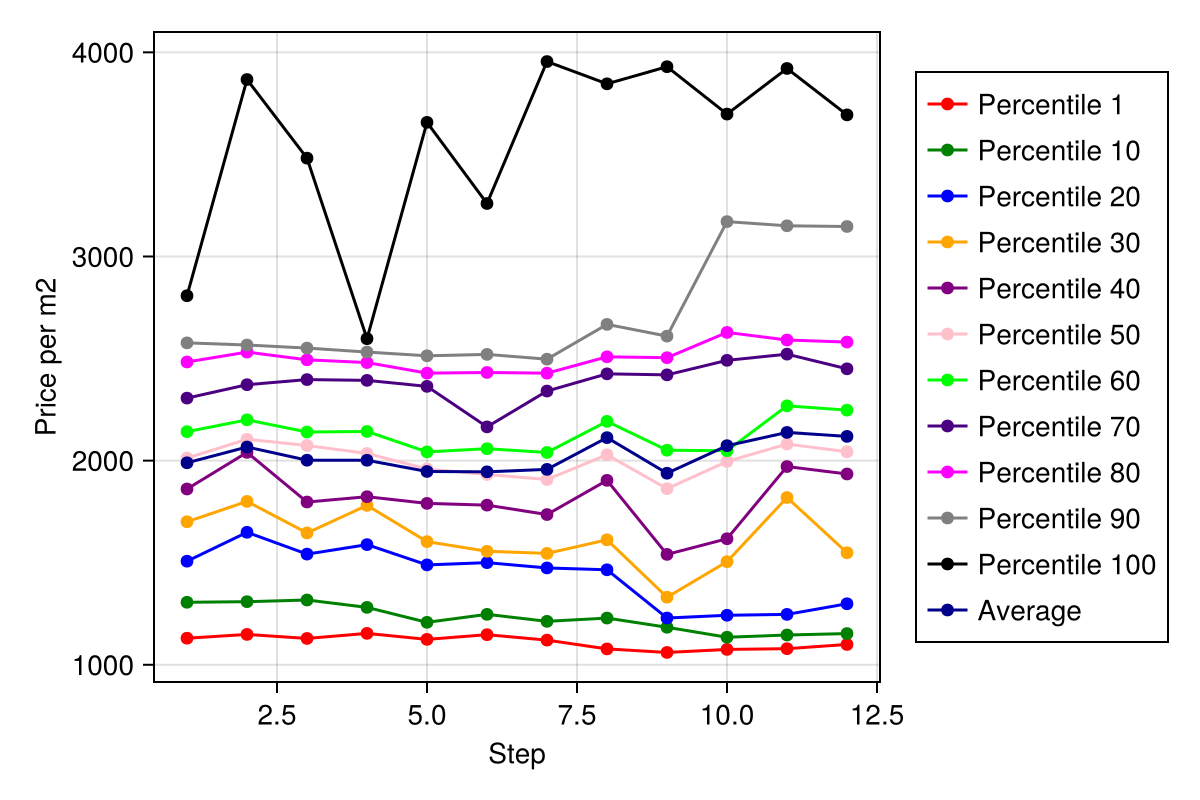 4000
3000
2000
1000
Price per m2
2.5 5.0 7.5 10.0 12.5
Step
Percentile 1
Percentile 10
Percentile 20
Percentile 30
Percentile 40
Percentile 50
Percentile 60
Percentile 70
Percentile 80
Percentile 90
Percentile 100
Average